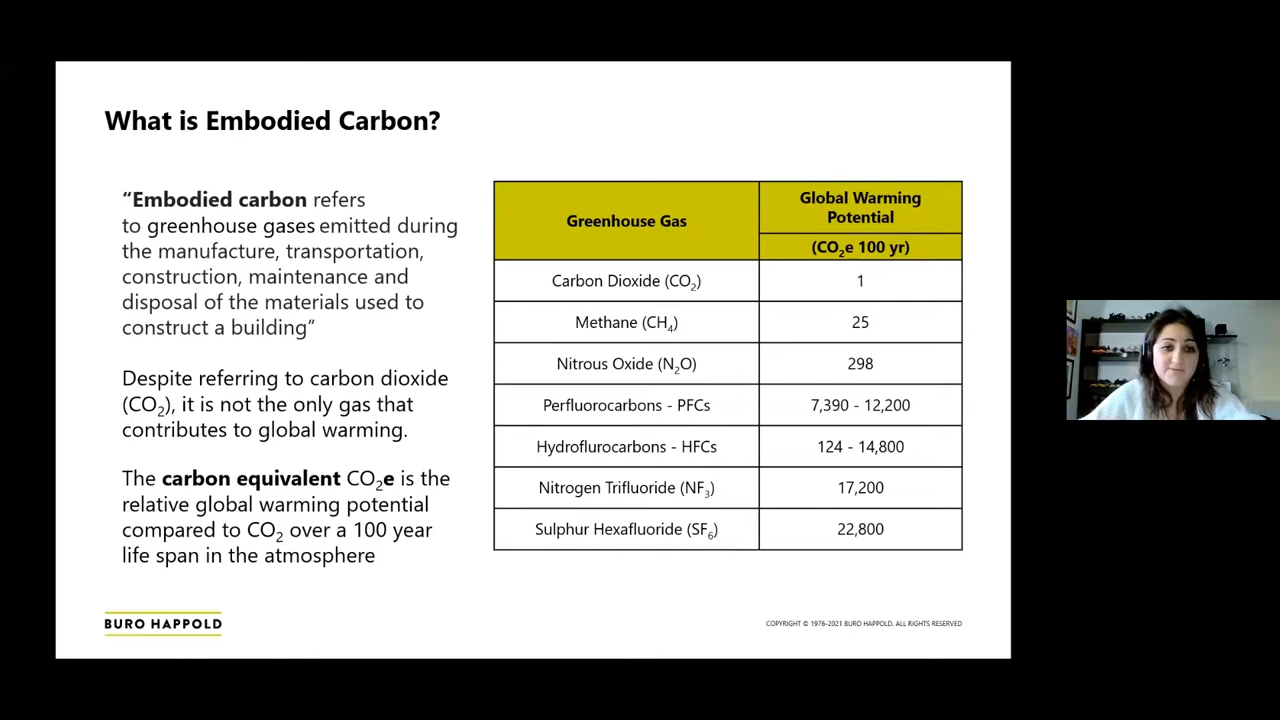 What is Embodied Carbon?
“Embodied carbon refers
to greenhouse gases emitted during
the manufacture, transportation,
construction, maintenance and
disposal of the materials used to
construct a building”
Despite referring to carbon dioxide
(CO₂), it is not the only gas that
contributes to global warming.
The carbon equivalent CO₂e is the
relative global warming potential
compared to CO₂ over a 100 year
life span in the atmosphere
Greenhouse Gas
Global Warming
Potential
(CO₂e 100 yr)
Carbon Dioxide (CO₂) 1
Methane (CH₄) 25
Nitrous Oxide (N₂O) 298
Perfluorocarbons - PFCs 7,390 - 12,200
Hydroflurocarbons - HFCs 124 - 14,800
Nitrogen Trifluoride (NF₃) 17,200
Sulphur Hexafluoride (SF₆) 22,800
BURO HAPPOLD
COPYRIGHT © 1976-2021 BURO HAPPOLD. ALL RIGHTS RESERVED